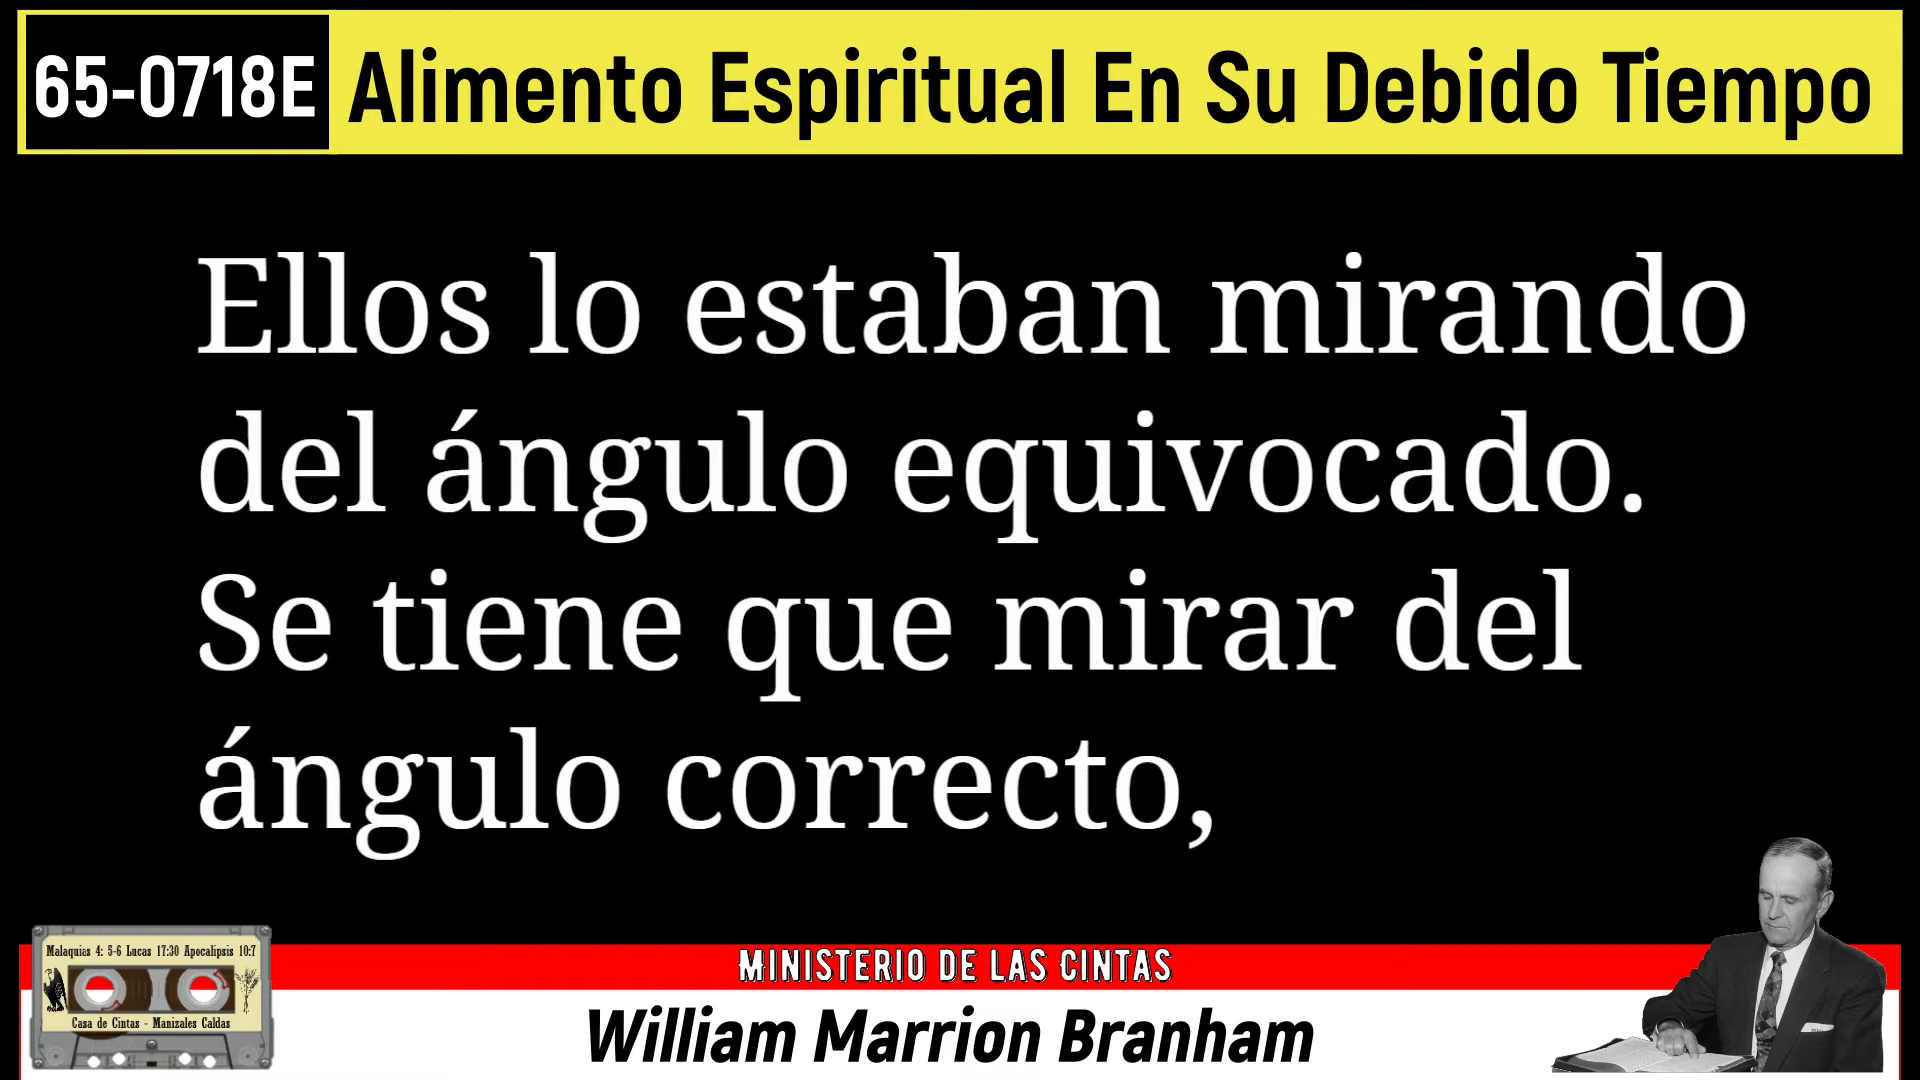 65-0718E Alimento Espiritual En Su Debido Tiempo
Ellos lo estaban mirando
del ángulo equivocado.
Se tiene que mirar del
ángulo correcto,
Malaquias 4: 5-6 Lucas 17:30 Apocalipsis 10:7
Casa de Cintas - Manizales Caldas
MINISTERIO DE LAS CINTAS
William Marrion Branham